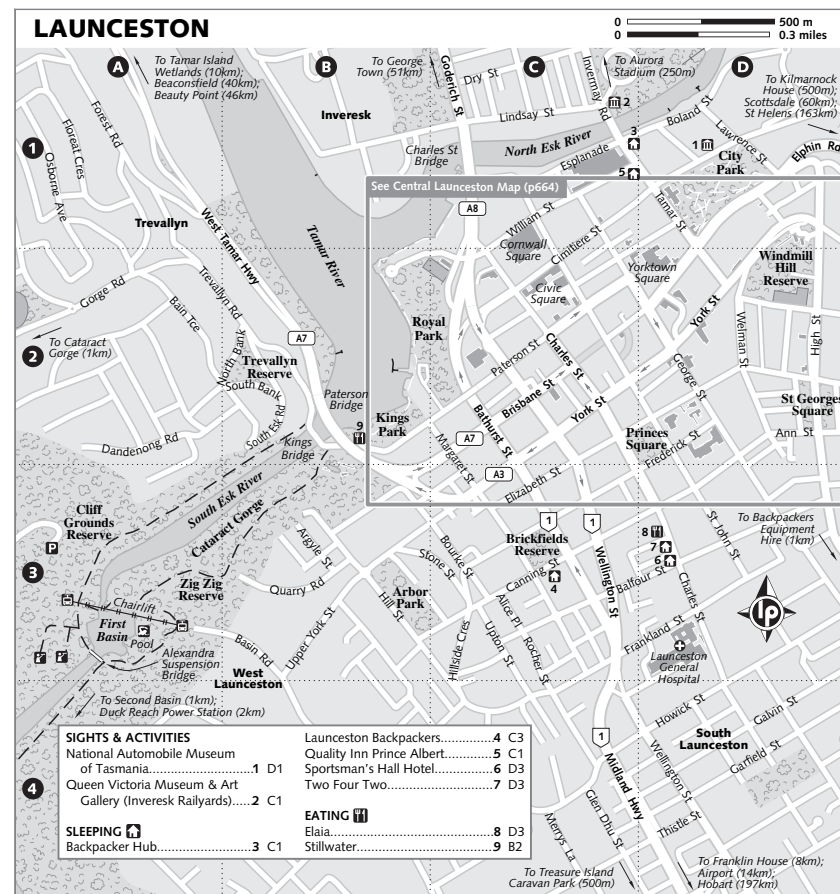 LAUNCESTON
0 500 m
0 0.3 miles
A
B
C
D
To Tamar Island
Wetlands (10km);
Beaconsfield (40km);
Beauty Point (46km)
To George
Town (51km)
Goderich St
Dry St
Invermay Rd
To Aurora
Stadium (250m)
To Kilmarnock
House (500m);
Scottsdale (60km);
St Helens (163km)
Forest Rd
Floreat Cres
Osborne Ave
Inveresk
Lindsay St
2
Boland St
Lawrence St
Elphin Rd
1
Charles St
Bridge
North Esk River
Esplanade
3
1
City
Park
5
See Central Launceston Map (p664)
A8
Trevallyn
West Tamar Hwy
Tamar River
William St
Cornwall
Square
Cimitiere St
Tamar St
Yorktown
Square
Windmill
Hill
Reserve
Gorge Rd
Trevallyn Rd
Bain Tce
Civic
Square
York St
Welman St
High St
2
To Cataract
Gorge (1km)
A7
Royal
Park
North Bank
Trevallyn
Reserve
South Bank
Paterson St
Charles St
Brisbane St
York St
George St
Paterson
Bridge
South Esk Rd
9
Kings
Park
Kings
Bridge
Bathurst St
A7
Margaret St
A3
Princes
Square
Frederick St
St Georges
Square
Ann St
Dandenong Rd
Elizabeth St
South Esk River
Cataract Gorge
Cliff
Grounds
Reserve
P
1
1
Brickfields
Reserve
8
7
6
St John St
To Backpackers
Equipment
Hire (1km)
Argyle St
Bourke St
Stone St
Canning St
4
Wellington St
Balfour St
Charles St
3
Zig Zig
Reserve
Quarry Rd
Hill St
Arbor
Park
Alice Pl
lp
Chairlift
First
Basin
Pool
Basin Rd
Upper York St
Hillside Cres
Upton St
Rocher St
Frankland St
Launceston
General
Hospital
Alexandra
Suspension
Bridge
West
Launceston
To Second Basin (1km);
Duck Reach Power Station (2km)
Howick St
Galvin St
South
Launceston
Garfield St
1
Wellington St
Midland Hwy
4
SIGHTS & ACTIVITIES
National Automobile Museum
of Tasmania........................1 D1
Queen Victoria Museum & Art
Gallery (Inveresk Railyards).....2 C1
SLEEPING
Backpacker Hub....................3 C1
Launceston Backpackers............4 C3
Quality Inn Prince Albert...........5 C1
Sportsman's Hall Hotel..............6 D3
Two Four Two........................7 D3
EATING
Elaia....................................8 D3
Stillwater..............................9 B2
Glen Dhu St
Thistle St
Merrys La
To Treasure Island
Caravan Park (500m)
To Franklin House (8km);
Airport (14km);
Hobart (197km)